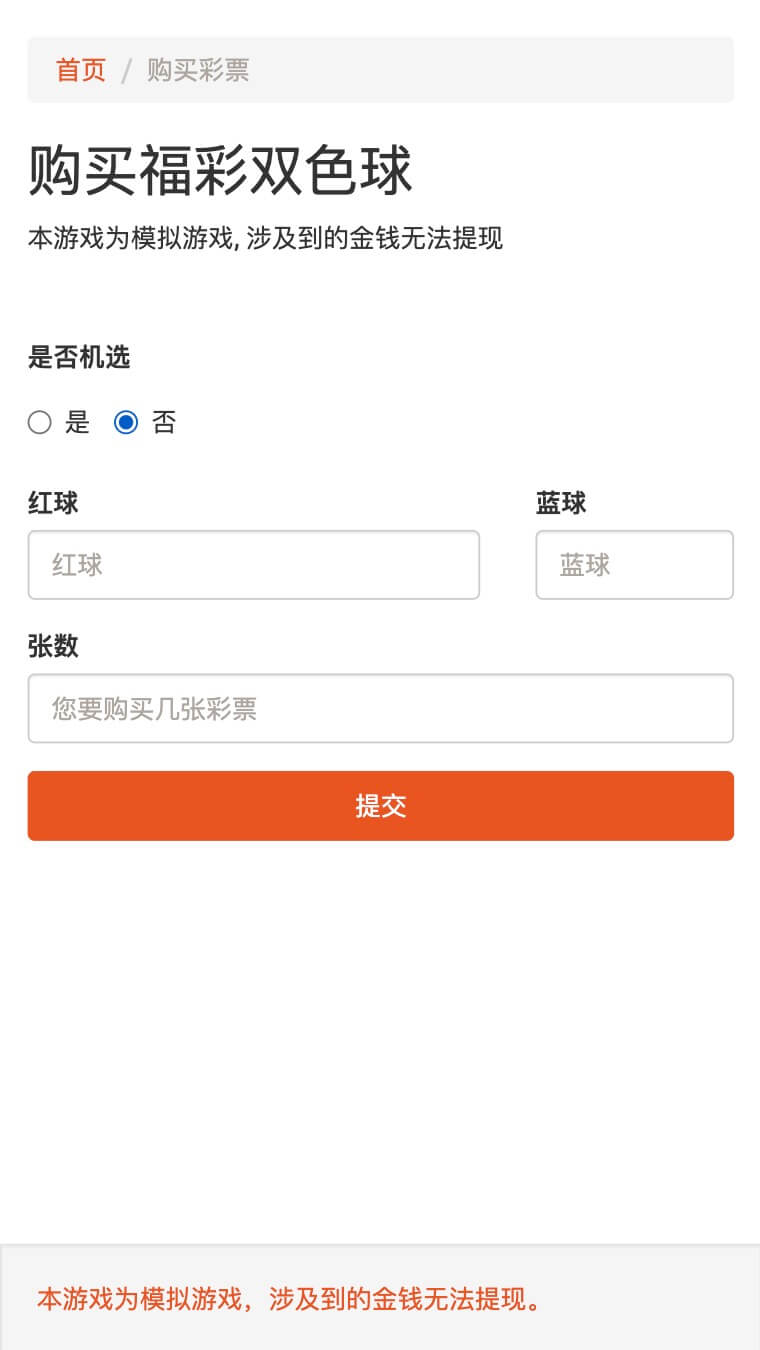 首页 / 购买彩票
购买福彩双色球
本游戏为模拟游戏, 涉及到的金钱无法提现
是否机选
是 否
红球 蓝球
红球 蓝球
张数
您要购买几张彩票
提交
本游戏为模拟游戏，涉及到的金钱无法提现。